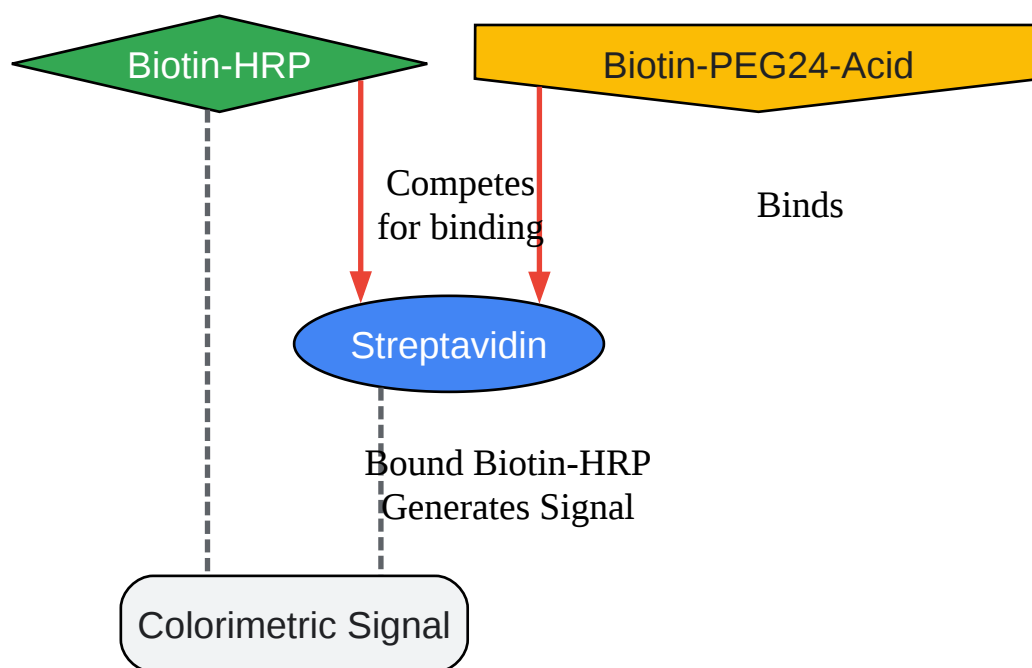 Biotin-HRP
Biotin-PEG24-Acid
Competes
for binding
Binds
Streptavidin
Bound Biotin-HRP
Generates Signal
Colorimetric Signal